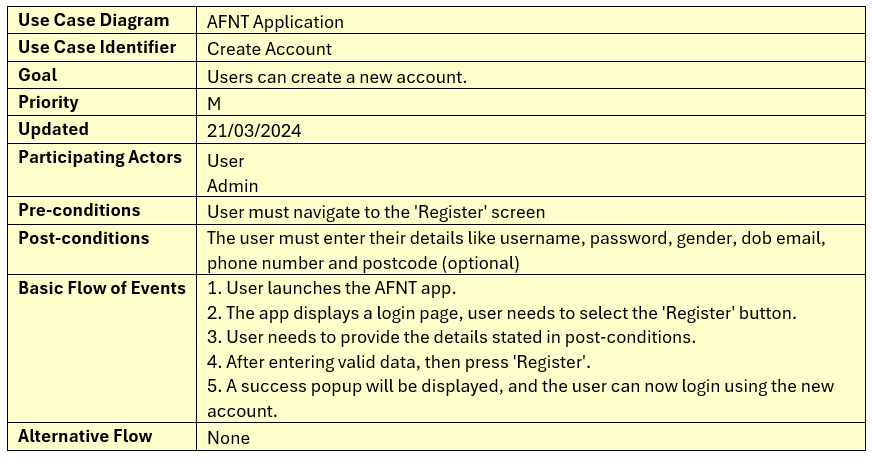 Use Case Diagram AFNT Application
Use Case Identifier Create Account
Goal Users can create a new account.
Priority M
Updated 21/03/2024
Participating Actors User
Admin
Pre-conditions User must navigate to the 'Register' screen
Post-conditions The user must enter their details like username, password, gender, dob email,
phone number and postcode (optional)
Basic Flow of Events 1. User launches the AFNT app.
2. The app displays a login page, user needs to select the 'Register' button.
3. User needs to provide the details stated in post-conditions.
4. After entering valid data, then press 'Register'.
5. A success popup will be displayed, and the user can now login using the new
account.
Alternative Flow None